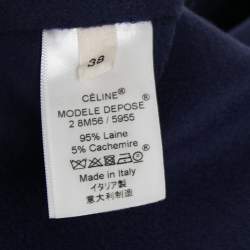 38
CÉLINE®
MODELE DEPOSE®
2 8M56 / 5955
95% Laine
5% Cachemire
Made in Italy
イタリア製
意大利制造